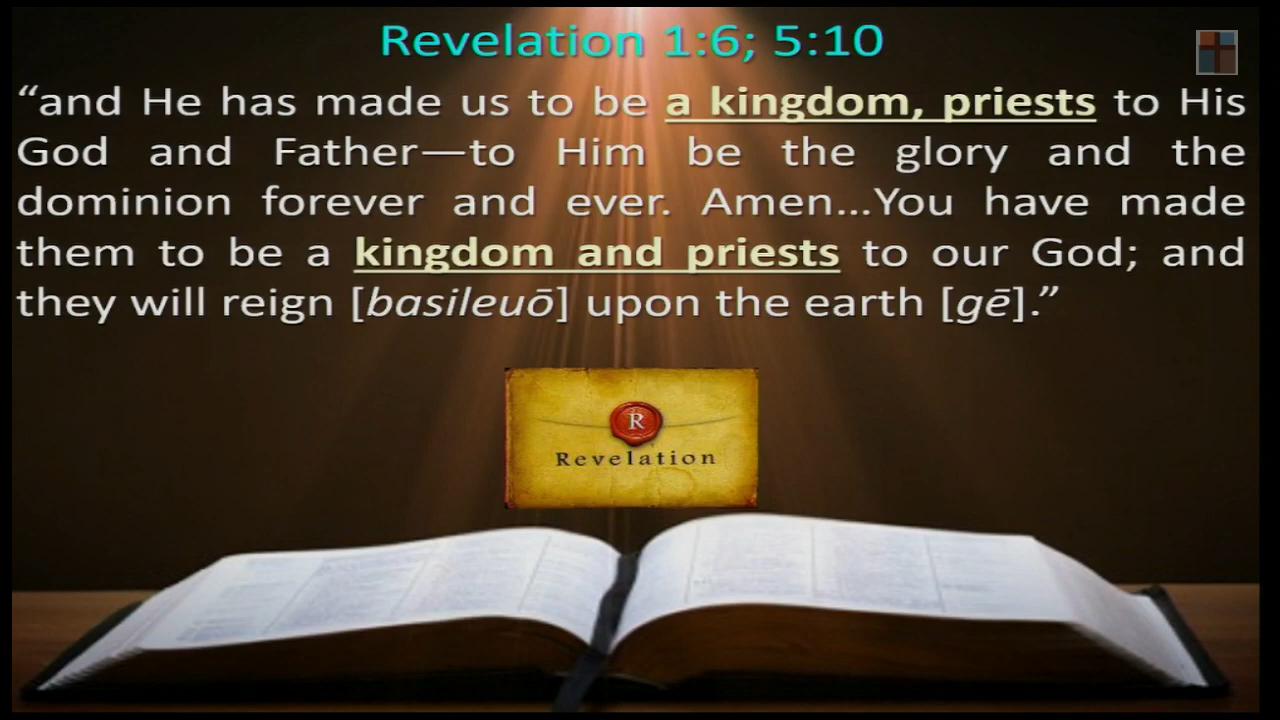 Revelation 1:6; 5:10
“and He has made us to be a kingdom, priests to His
God and Father—to Him be the glory and the
dominion forever and ever. Amen...You have made
them to be a kingdom and priests to our God; and
they will reign [basileuō] upon the earth [gē].”
R
Revelation